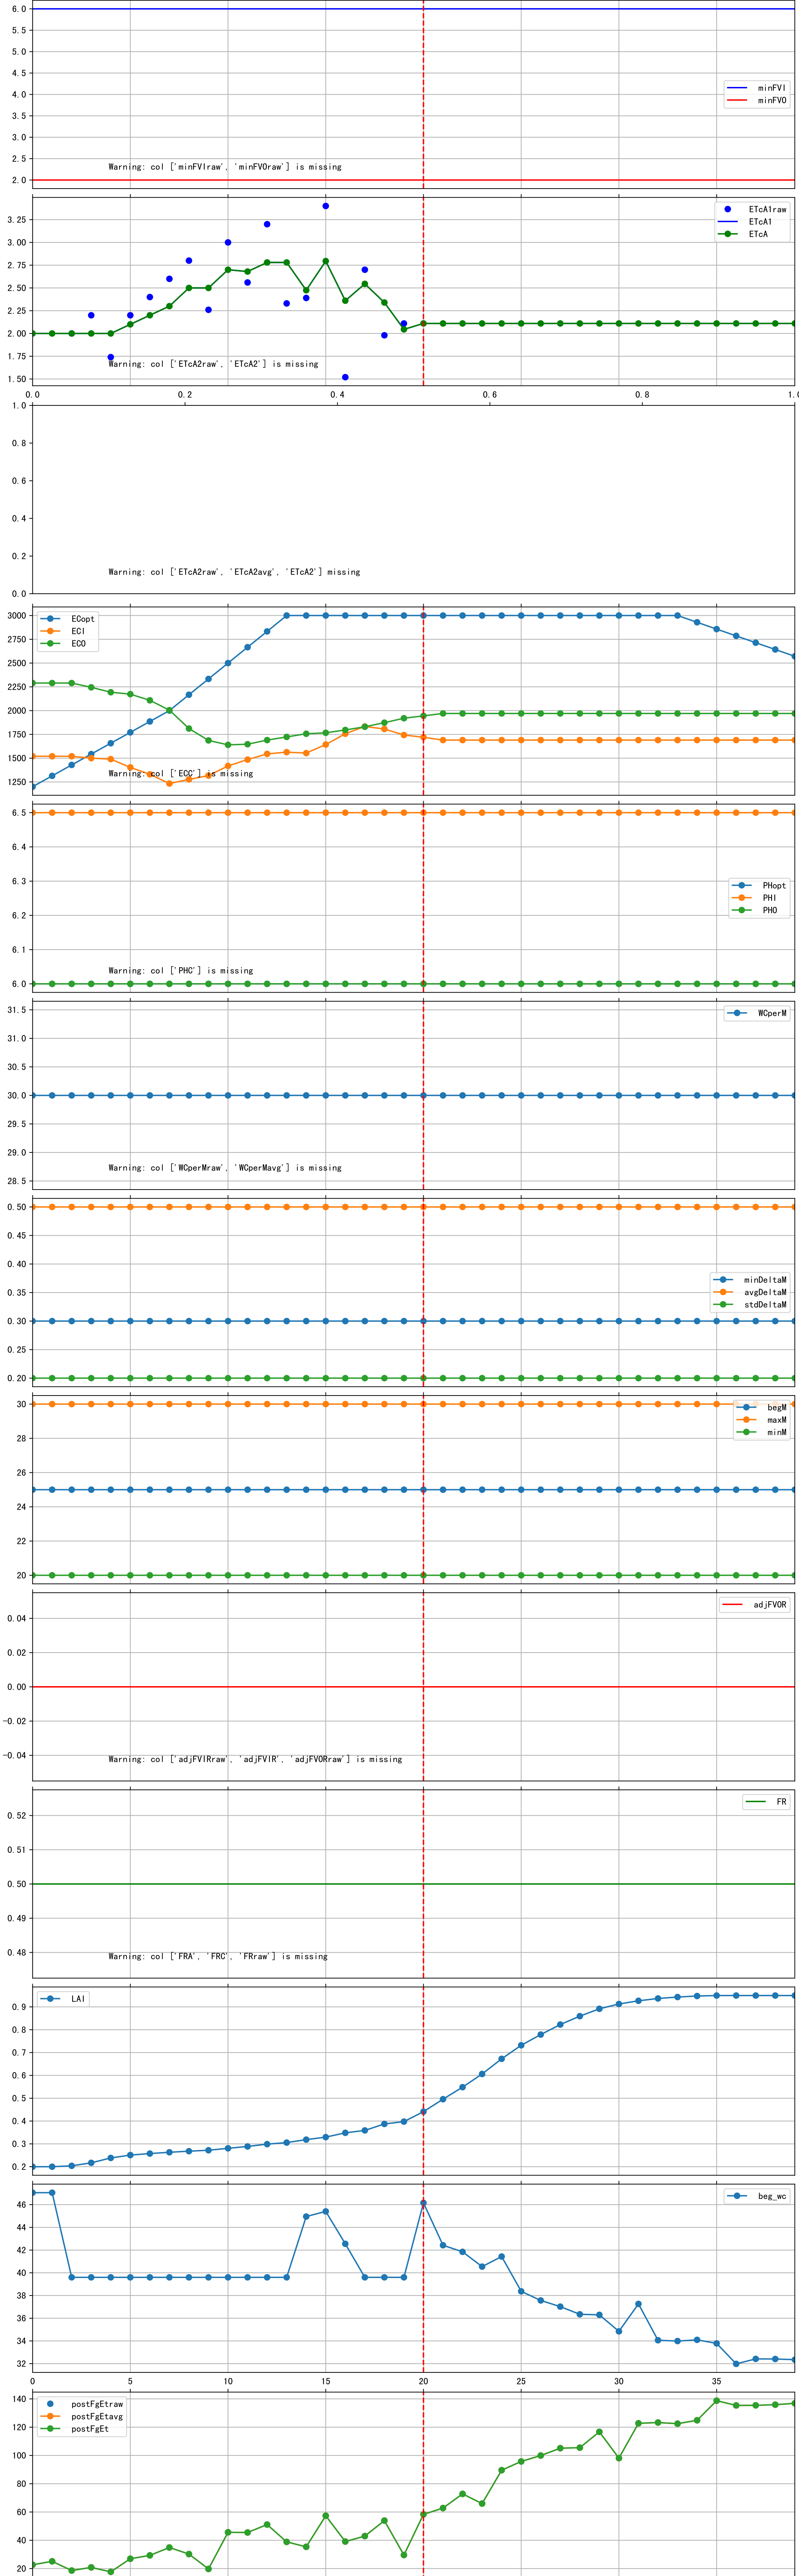 6.0
5.5
5.0
4.5
4.0
3.5
3.0
2.5
2.0
minFVI
minFVO
Warning: col ['minFVIraw', 'minFVOraw'] is missing
3.25
3.00
2.75
2.50
2.25
2.00
1.75
1.50
ETcA1raw
ETcA1
ETcA
Warning: col ['ETcA2raw', 'ETcA2'] is missing
0.0 0.2 0.4 0.6 0.8 1.0
1.0
0.8
0.6
0.4
0.2
0.0
Warning: col ['ETcA2raw', 'ETcA2avg', 'ETcA2'] missing
3000
2750
2500
2250
2000
1750
1500
1250
ECopt
ECI
ECO
Warning: col ['ECC'] is missing
6.5
6.4
6.3
6.2
6.1
6.0
PHopt
PHI
PHO
Warning: col ['PHC'] is missing
31.5
31.0
30.5
30.0
29.5
29.0
28.5
WCperM
Warning: col ['WCperMraw', 'WCperMavg'] is missing
0.50
0.45
0.40
0.35
0.30
0.25
0.20
minDeltaM
avgDeltaM
stdDeltaM
30
28
26
24
22
20
begM
maxM
minM
0.04
0.02
0.00
−0.02
−0.04
adjFVOR
Warning: col ['adjFVIRraw', 'adjFVIR', 'adjFVORraw'] is missing
0.52
0.51
0.50
0.49
0.48
FR
Warning: col ['FRA', 'FRC', 'FRraw'] is missing
0.9
0.8
0.7
0.6
0.5
0.4
0.3
0.2
LAI
46
44
42
40
38
36
34
32
beg_wc
0 5 10 15 20 25 30 35
140
120
100
80
60
40
20
postFgEtraw
postFgEtavg
postFgEt